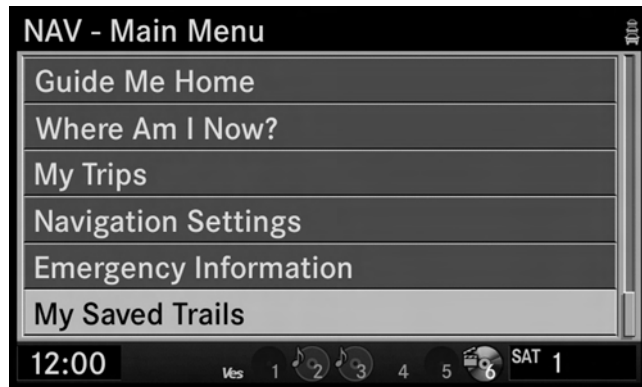 NAV - Main Menu
Guide Me Home
Where Am I Now?
My Trips
Navigation Settings
Emergency Information
My Saved Trails
12:00 Ves 1 2 3 4 5 6 SAT 1